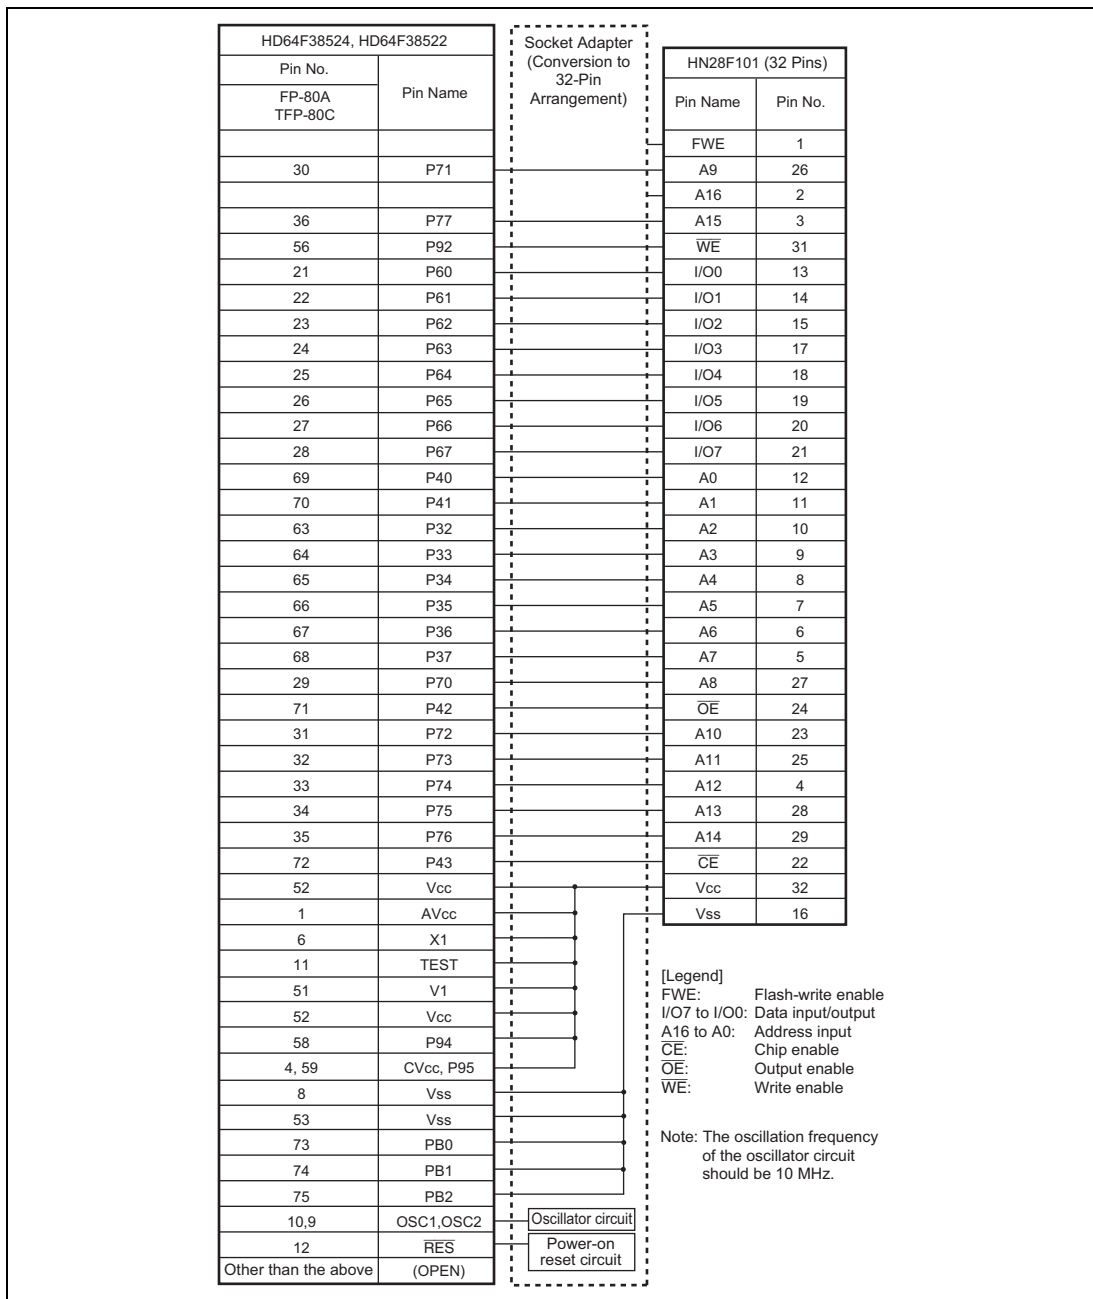 HD64F38524, HD64F38522
Pin No.
Pin Name
FP-80A
TFP-80C
30 P71
36 P77
56 P92
21 P60
22 P61
23 P62
24 P63
25 P64
26 P65
27 P66
28 P67
69 P40
70 P41
63 P32
64 P33
65 P34
66 P35
67 P36
68 P37
29 P70
71 P42
31 P72
32 P73
33 P74
34 P75
35 P76
72 P43
52 Vcc
1 AVcc
6 X1
11 TEST
51 V1
52 Vcc
58 P94
4, 59 CVcc, P95
8 Vss
53 Vss
73 PB0
74 PB1
75 PB2
10,9 OSC1,OSC2
12 R̅E̅S̅
Other than the above (OPEN)
Socket Adapter
(Conversion to
32-Pin
Arrangement)
Oscillator circuit
Power-on
reset circuit
HN28F101 (32 Pins)
Pin Name Pin No.
FWE 1
A9 26
A16 2
A15 3
W̅E̅ 31
I/O0 13
I/O1 14
I/O2 15
I/O3 17
I/O4 18
I/O5 19
I/O6 20
I/O7 21
A0 12
A1 11
A2 10
A3 9
A4 8
A5 7
A6 6
A7 5
A8 27
O̅E̅ 24
A10 23
A11 25
A12 4
A13 28
A14 29
C̅E̅ 22
Vcc 32
Vss 16
[Legend]
FWE: Flash-write enable
I/O7 to I/O0: Data input/output
A16 to A0: Address input
C̅E̅: Chip enable
O̅E̅: Output enable
W̅E̅: Write enable
Note: The oscillation frequency
of the oscillator circuit
should be 10 MHz.